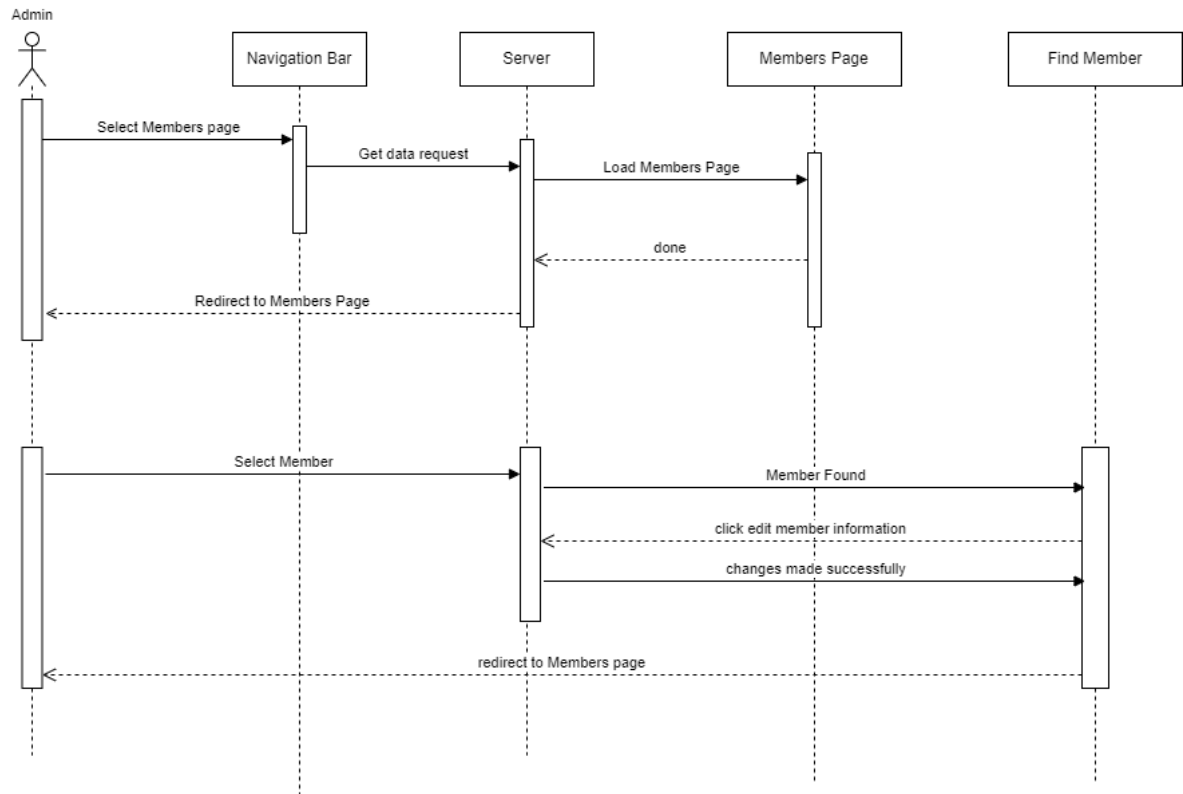 Admin
Navigation Bar
Server
Members Page
Find Member
Select Members page
Get data request
Load Members Page
done
Redirect to Members Page
Select Member
Member Found
click edit member information
changes made successfully
redirect to Members page